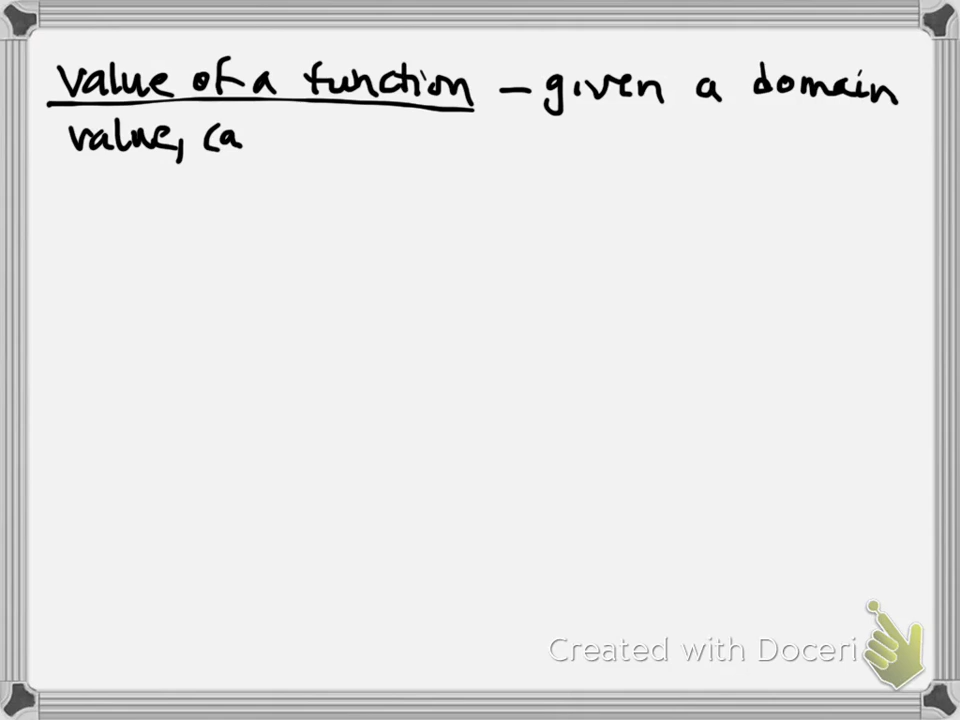 value of a function – given a domain
value, ca
Created with Doceri